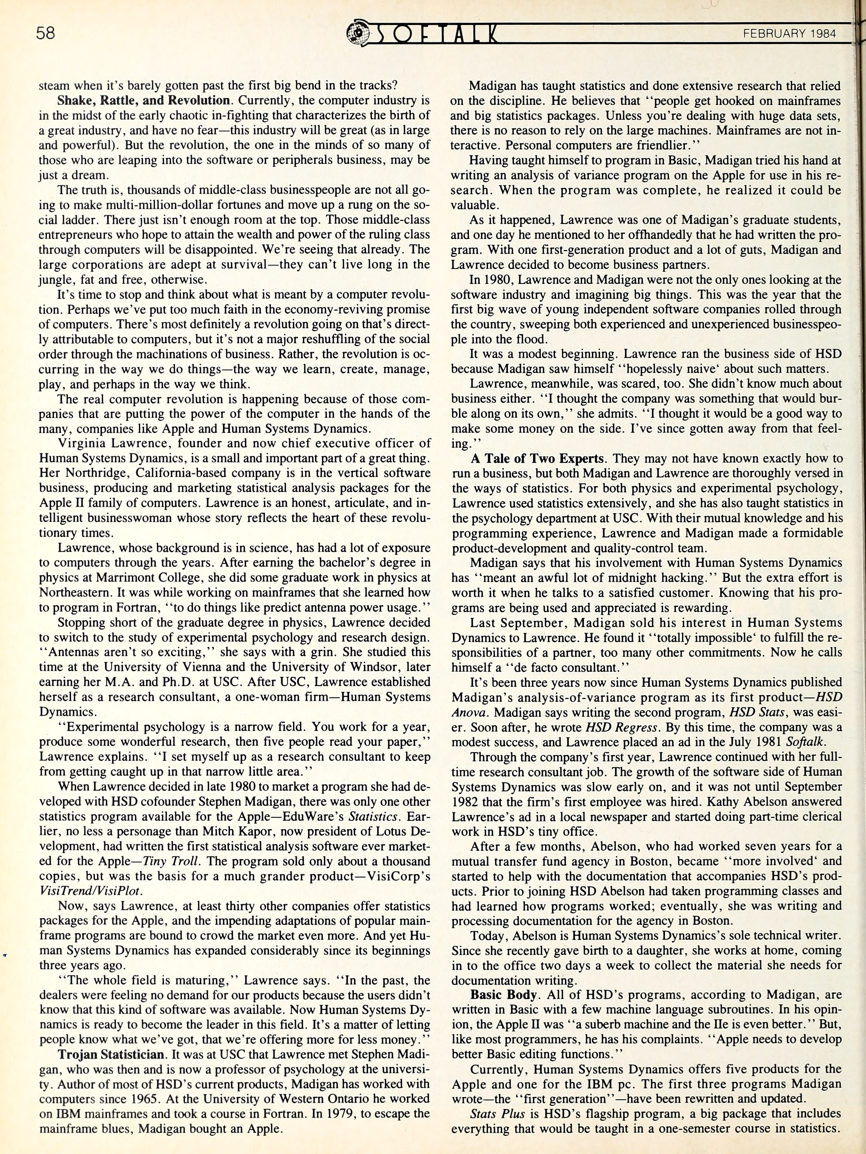 58
SOFTALK
FEBRUARY 1984
steam when it's barely gotten past the first big bend in the tracks?
Shake, Rattle, and Revolution. Currently, the computer industry is
in the midst of the early chaotic in-fighting that characterizes the birth of
a great industry, and have no fear—this industry will be great (as in large
and powerful). But the revolution, the one in the minds of so many of
those who are leaping into the software or peripherals business, may be
just a dream.
The truth is, thousands of middle-class businesspeople are not all go-
ing to make multi-million-dollar fortunes and move up a rung on the so-
cial ladder. There just isn't enough room at the top. Those middle-class
entrepreneurs who hope to attain the wealth and power of the ruling class
through computers will be disappointed. We're seeing that already. The
large corporations are adept at survival—they can't live long in the
jungle, fat and free, otherwise.
It's time to stop and think about what is meant by a computer revolu-
tion. Perhaps we've put too much faith in the economy-reviving promise
of computers. There's most definitely a revolution going on that's direct-
ly attributable to computers, but it's not a major reshuffling of the social
order through the machinations of business. Rather, the revolution is oc-
curring in the way we do things—the way we learn, create, manage,
play, and perhaps in the way we think.
The real computer revolution is happening because of those com-
panies that are putting the power of the computer in the hands of the
many, companies like Apple and Human Systems Dynamics.
Virginia Lawrence, founder and now chief executive officer of
Human Systems Dynamics, is a small and important part of a great thing.
Her Northridge, California-based company is in the vertical software
business, producing and marketing statistical analysis packages for the
Apple II family of computers. Lawrence is an honest, articulate, and in-
telligent businesswoman whose story reflects the heart of these revolu-
tionary times.
Lawrence, whose background is in science, has had a lot of exposure
to computers through the years. After earning the bachelor's degree in
physics at Marrimont College, she did some graduate work in physics at
Northeastern. It was while working on mainframes that she learned how
to program in Fortran, ‘‘to do things like predict antenna power usage.’’
Stopping short of the graduate degree in physics, Lawrence decided
to switch to the study of experimental psychology and research design.
‘‘Antennas aren't so exciting,’’ she says with a grin. She studied this
time at the University of Vienna and the University of Windsor, later
earning her M.A. and Ph.D. at USC. After USC, Lawrence established
herself as a research consultant, a one-woman firm—Human Systems
Dynamics.
‘‘Experimental psychology is a narrow field. You work for a year,
produce some wonderful research, then five people read your paper,’’
Lawrence explains. ‘‘I set myself up as a research consultant to keep
from getting caught up in that narrow little area.’’
When Lawrence decided in late 1980 to market a program she had de-
veloped with HSD cofounder Stephen Madigan, there was only one other
statistics program available for the Apple—EduWare's Statistics. Ear-
lier, no less a personage than Mitch Kapor, now president of Lotus De-
velopment, had written the first statistical analysis software ever market-
ed for the Apple—Tiny Troll. The program sold only about a thousand
copies, but was the basis for a much grander product—VisiCorp's
VisiTrend/VisiPlot.
Now, says Lawrence, at least thirty other companies offer statistics
packages for the Apple, and the impending adaptations of popular main-
frame programs are bound to crowd the market even more. And yet Hu-
man Systems Dynamics has expanded considerably since its beginnings
three years ago.
‘‘The whole field is maturing,’’ Lawrence says. ‘‘In the past, the
dealers were feeling no demand for our products because the users didn't
know that this kind of software was available. Now Human Systems Dy-
namics is ready to become the leader in this field. It's a matter of letting
people know what we've got, that we're offering more for less money.’’
Trojan Statistician. It was at USC that Lawrence met Stephen Madi-
gan, who was then and is now a professor of psychology at the universi-
ty. Author of most of HSD's current products, Madigan has worked with
computers since 1965. At the University of Western Ontario he worked
on IBM mainframes and took a course in Fortran. In 1979, to escape the
mainframe blues, Madigan bought an Apple.
Madigan has taught statistics and done extensive research that relied
on the discipline. He believes that ‘‘people get hooked on mainframes
and big statistics packages. Unless you're dealing with huge data sets,
there is no reason to rely on the large machines. Mainframes are not in-
teractive. Personal computers are friendlier.’’
Having taught himself to program in Basic, Madigan tried his hand at
writing an analysis of variance program on the Apple for use in his re-
search. When the program was complete, he realized it could be
valuable.
As it happened, Lawrence was one of Madigan's graduate students,
and one day he mentioned to her offhandedly that he had written the pro-
gram. With one first-generation product and a lot of guts, Madigan and
Lawrence decided to become business partners.
In 1980, Lawrence and Madigan were not the only ones looking at the
software industry and imagining big things. This was the year that the
first big wave of young independent software companies rolled through
the country, sweeping both experienced and unexperienced businesspeo-
ple into the flood.
It was a modest beginning. Lawrence ran the business side of HSD
because Madigan saw himself ‘‘hopelessly naive‘ about such matters.
Lawrence, meanwhile, was scared, too. She didn't know much about
business either. ‘‘I thought the company was something that would bur-
ble along on its own,’’ she admits. ‘‘I thought it would be a good way to
make some money on the side. I've since gotten away from that feel-
ing.’’
A Tale of Two Experts. They may not have known exactly how to
run a business, but both Madigan and Lawrence are thoroughly versed in
the ways of statistics. For both physics and experimental psychology,
Lawrence used statistics extensively, and she has also taught statistics in
the psychology department at USC. With their mutual knowledge and his
programming experience, Lawrence and Madigan made a formidable
product-development and quality-control team.
Madigan says that his involvement with Human Systems Dynamics
has ‘‘meant an awful lot of midnight hacking.’’ But the extra effort is
worth it when he talks to a satisfied customer. Knowing that his pro-
grams are being used and appreciated is rewarding.
Last September, Madigan sold his interest in Human Systems
Dynamics to Lawrence. He found it ‘‘totally impossible‘ to fulfill the re-
sponsibilities of a partner, too many other commitments. Now he calls
himself a ‘‘de facto consultant.’’
It's been three years now since Human Systems Dynamics published
Madigan's analysis-of-variance program as its first product—HSD
Anova. Madigan says writing the second program, HSD Stats, was easi-
er. Soon after, he wrote HSD Regress. By this time, the company was a
modest success, and Lawrence placed an ad in the July 1981 Softalk.
Through the company's first year, Lawrence continued with her full-
time research consultant job. The growth of the software side of Human
Systems Dynamics was slow early on, and it was not until September
1982 that the firm's first employee was hired. Kathy Abelson answered
Lawrence's ad in a local newspaper and started doing part-time clerical
work in HSD's tiny office.
After a few months, Abelson, who had worked seven years for a
mutual transfer fund agency in Boston, became ‘‘more involved‘ and
started to help with the documentation that accompanies HSD's prod-
ucts. Prior to joining HSD Abelson had taken programming classes and
had learned how programs worked; eventually, she was writing and
processing documentation for the agency in Boston.
Today, Abelson is Human Systems Dynamics's sole technical writer.
Since she recently gave birth to a daughter, she works at home, coming
in to the office two days a week to collect the material she needs for
documentation writing.
Basic Body. All of HSD's programs, according to Madigan, are
written in Basic with a few machine language subroutines. In his opin-
ion, the Apple II was ‘‘a suberb machine and the IIe is even better.’’ But,
like most programmers, he has his complaints. ‘‘Apple needs to develop
better Basic editing functions.’’
Currently, Human Systems Dynamics offers five products for the
Apple and one for the IBM pc. The first three programs Madigan
wrote—the ‘‘first generation’’—have been rewritten and updated.
Stats Plus is HSD's flagship program, a big package that includes
everything that would be taught in a one-semester course in statistics.